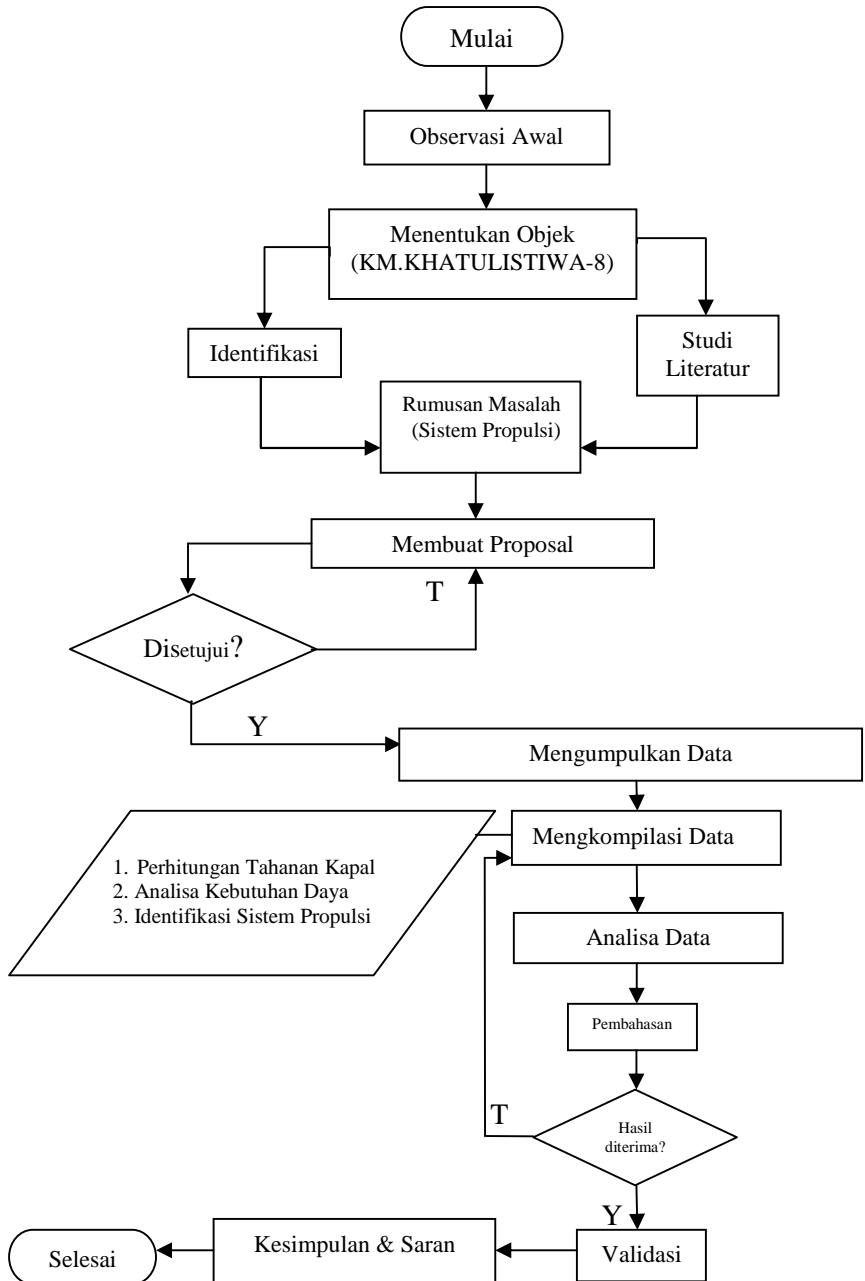 Mulai
Observasi Awal
Menentukan Objek
(KM.KHATULISTIWA-8)
Identifikasi
Studi
Literatur
Rumusan Masalah
(Sistem Propulsi)
Membuat Proposal
T
Disetujui?
Y
Mengumpulkan Data
Mengkompilasi Data
1. Perhitungan Tahanan Kapal
2. Analisa Kebutuhan Daya
3. Identifikasi Sistem Propulsi
Analisa Data
Pembahasan
T
Hasil
diterima?
Y
Validasi
Kesimpulan & Saran
Selesai